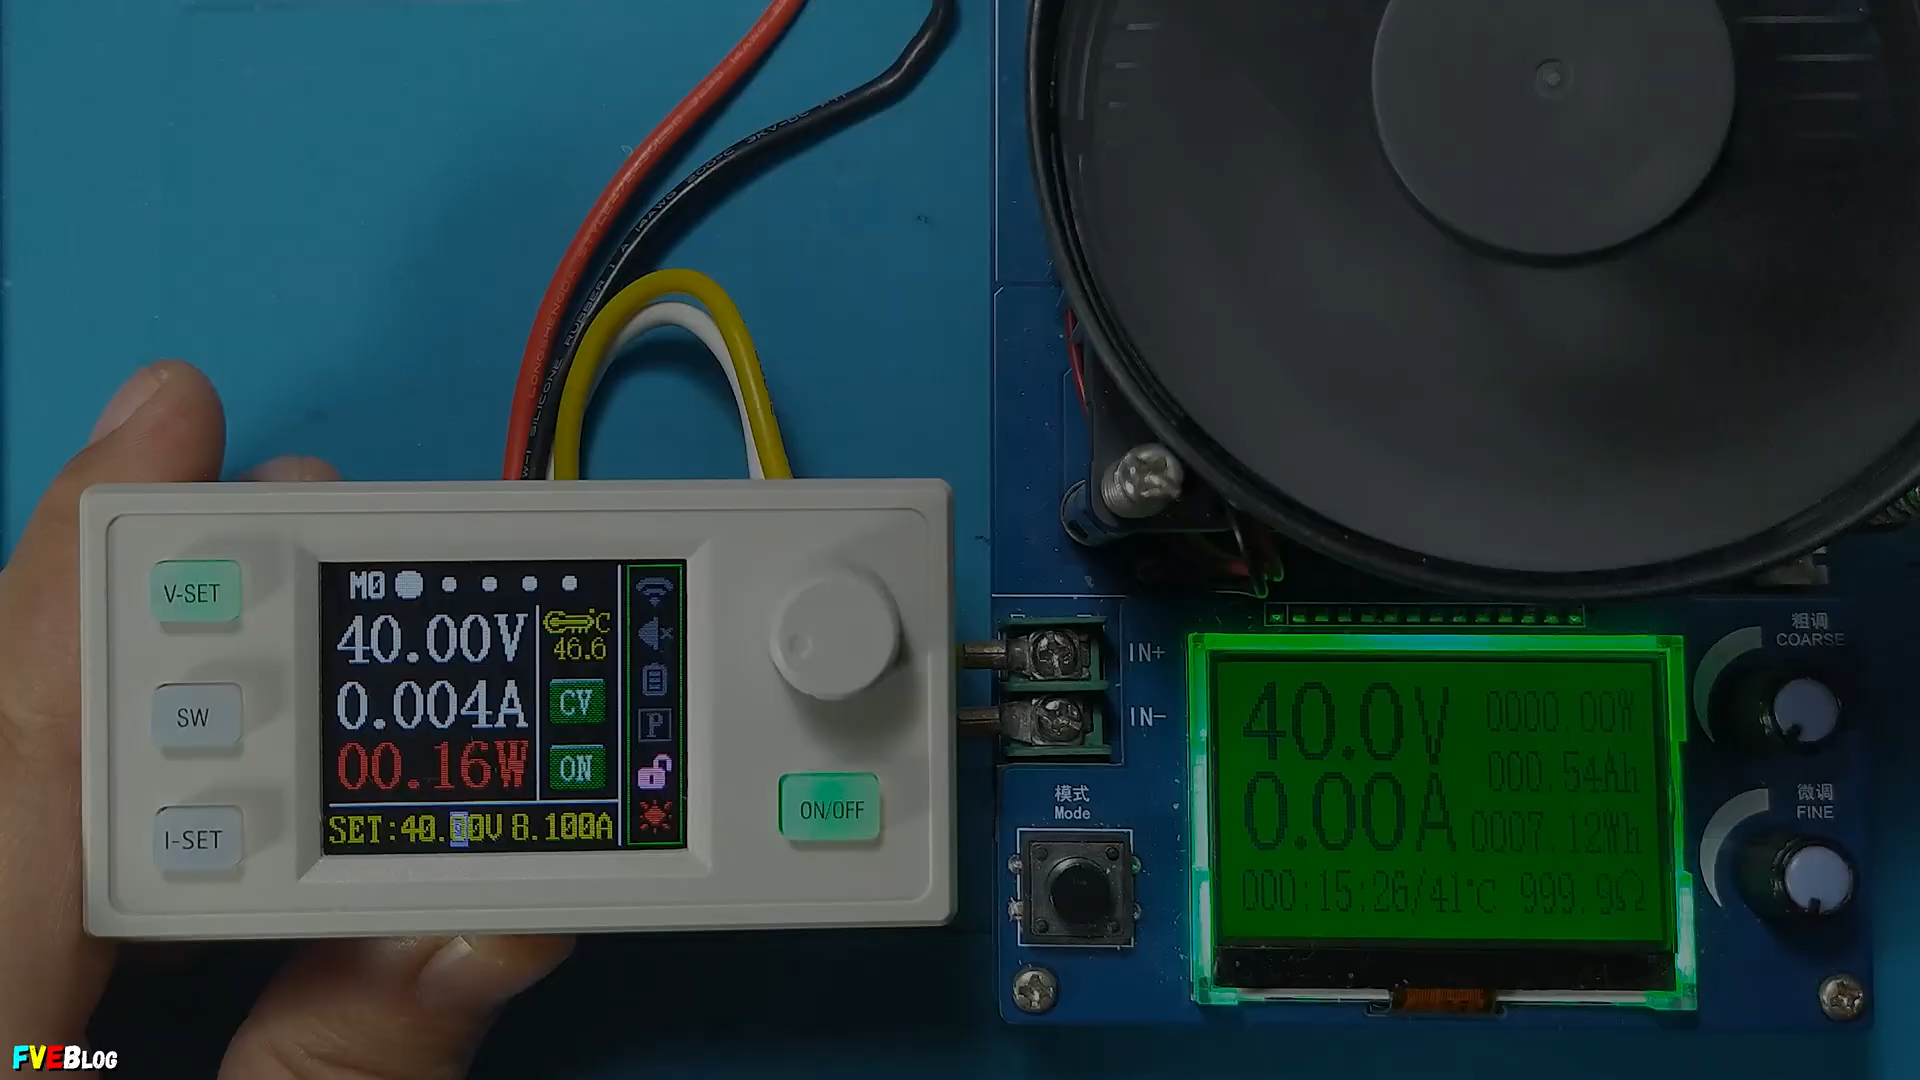 V-SET
SW
I-SET
M0
40.00V
0.004A
00.16W
°C
46.6
CV
ON
SET:40.00V 8.100A
P
ON/OFF
IN+
IN-
模式
Mode
40.0V
0.00A
0000.00W
000.54Ah
0007.12Wh
000:15:26/41℃ 999.9Ω
粗调
COARSE
微调
FINE
FVEBLOG